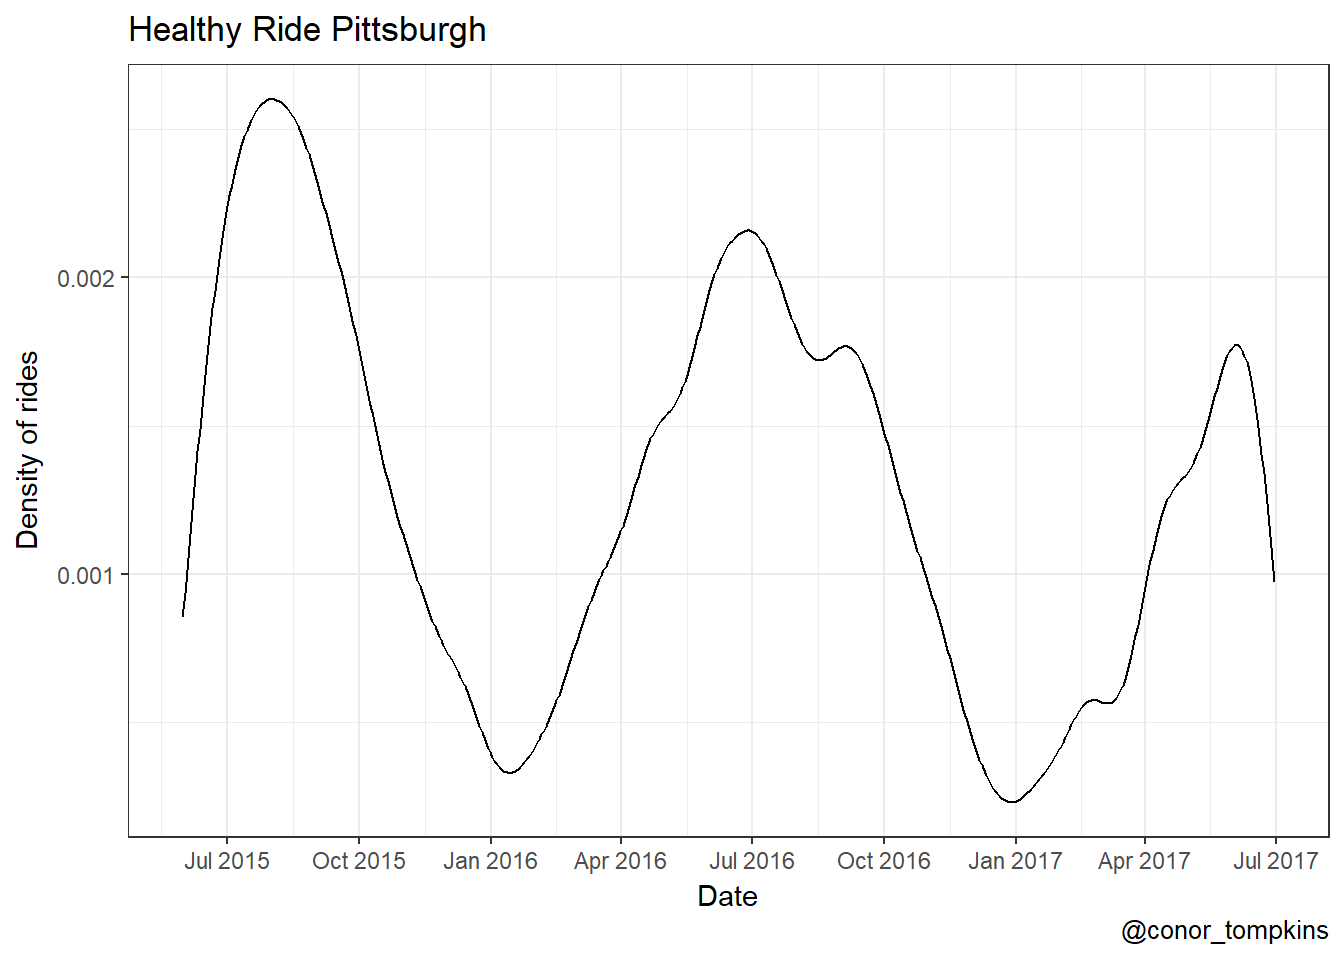 Healthy Ride Pittsburgh
Density of rides
0.002
0.001
Jul 2015 Oct 2015 Jan 2016 Apr 2016 Jul 2016 Oct 2016 Jan 2017 Apr 2017 Jul 2017
Date
@conor_tompkins